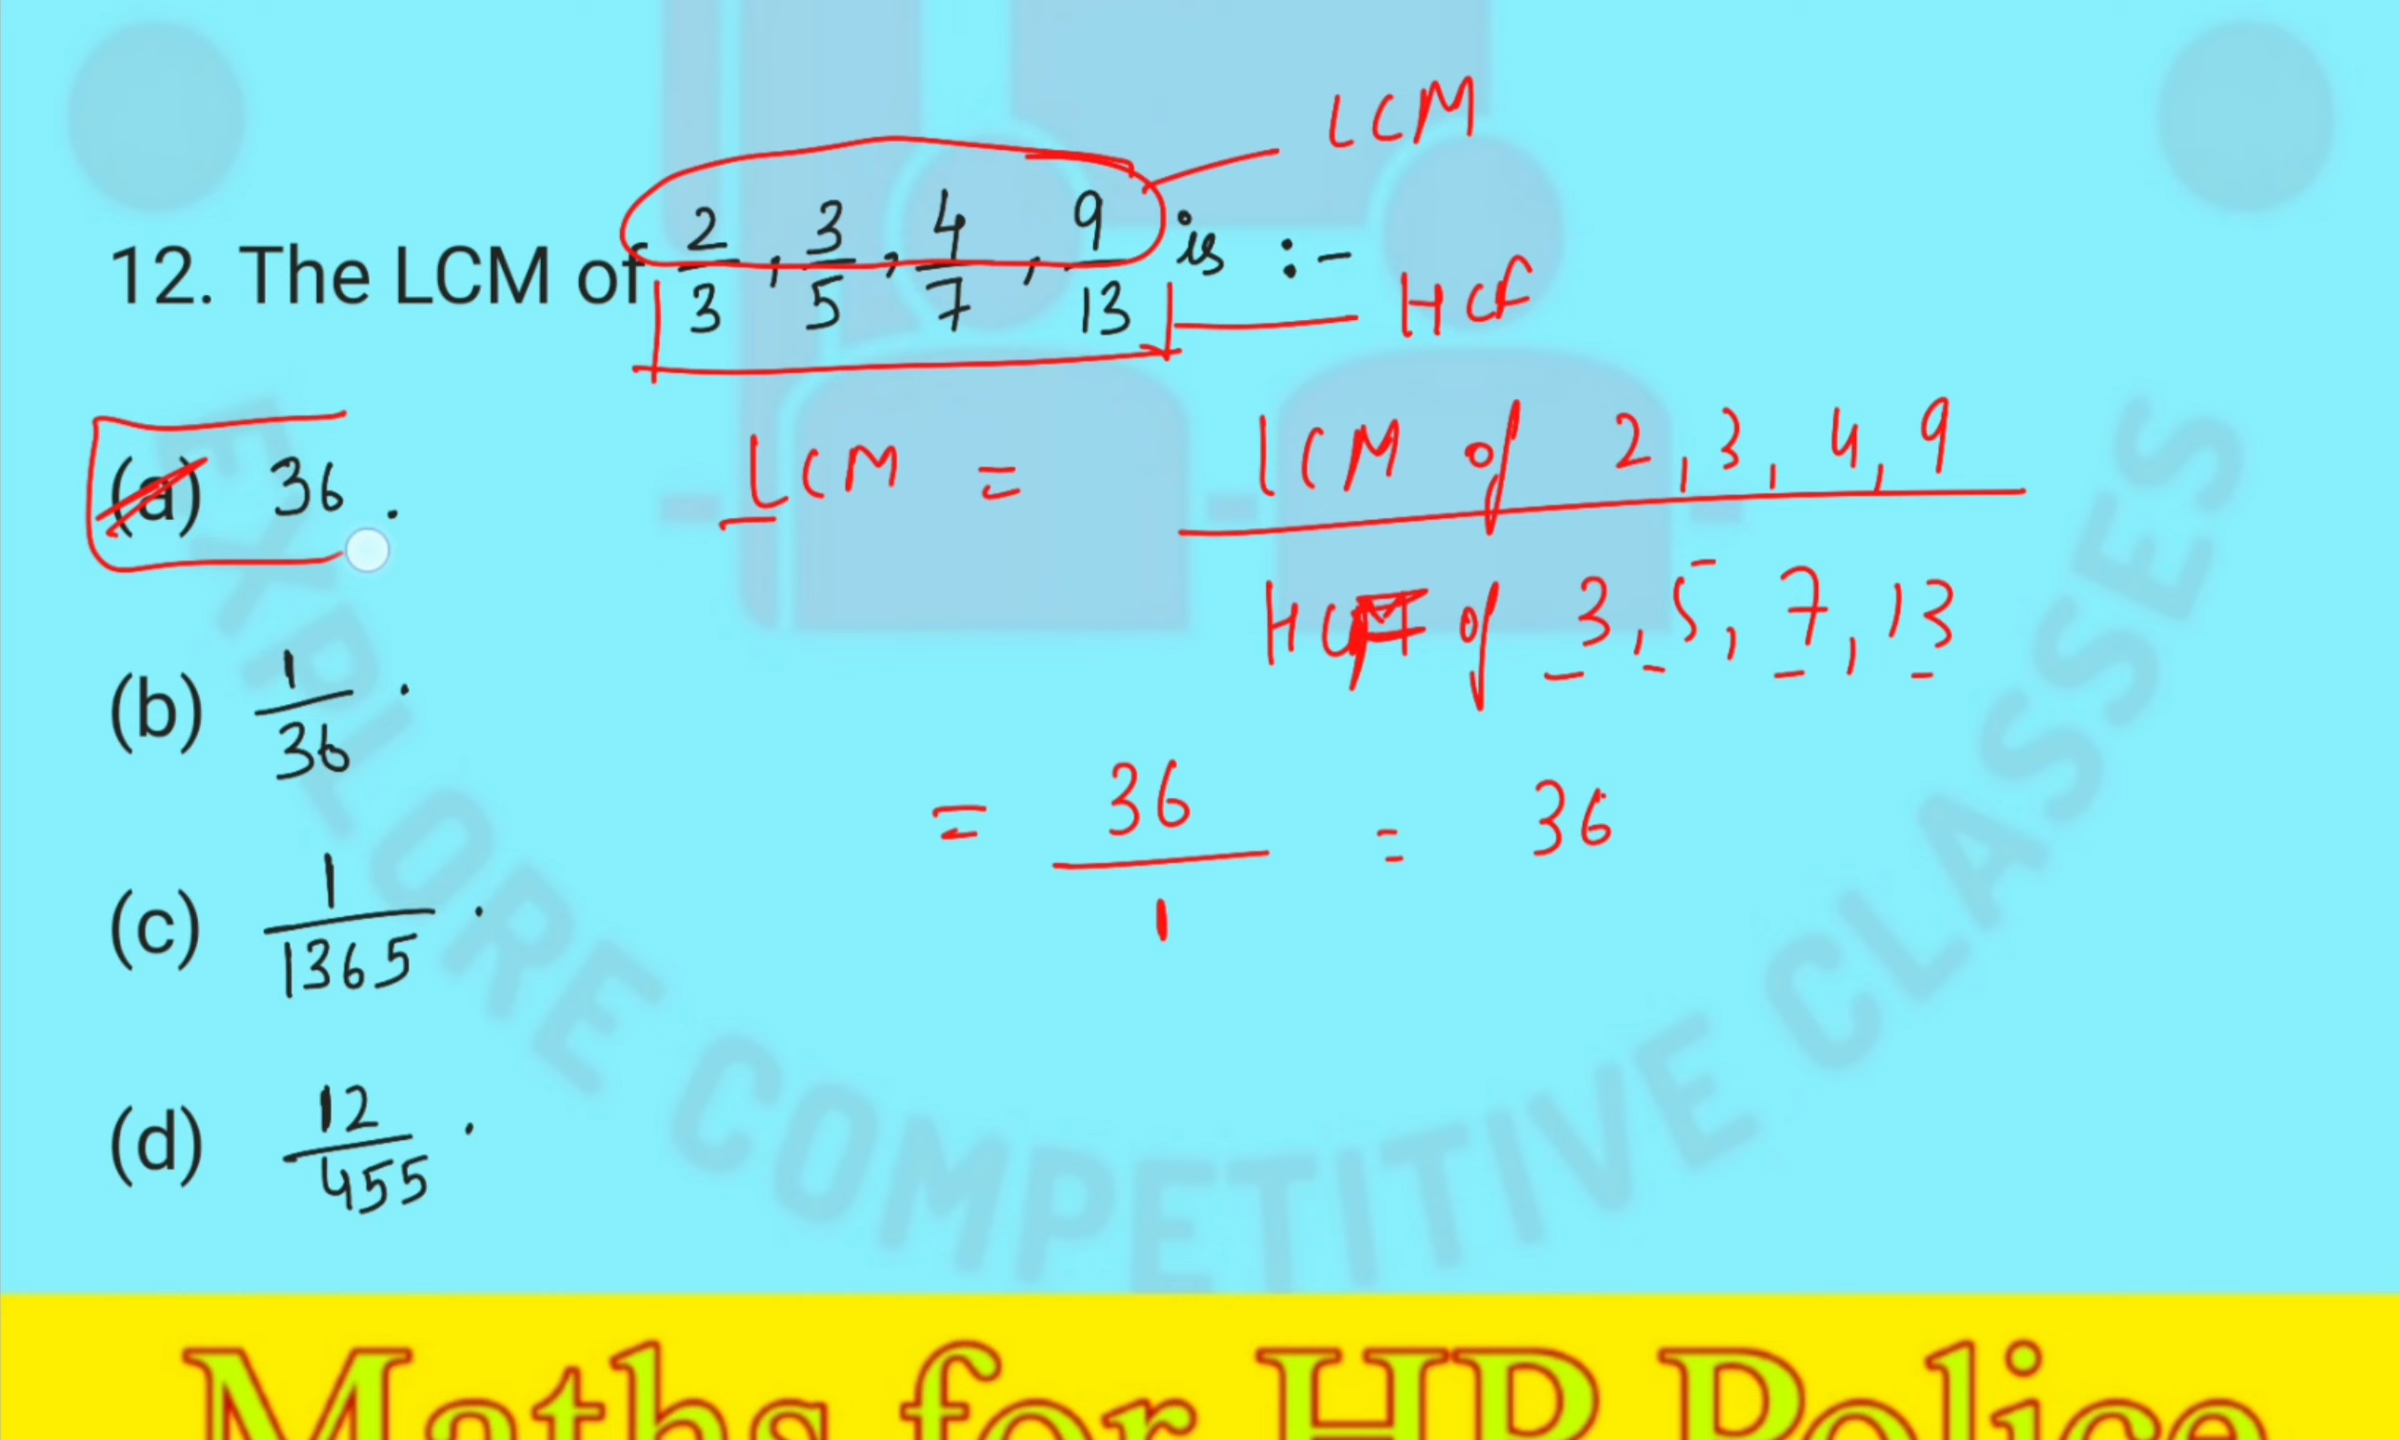 LCM
12. The LCM of 2/3, 3/5, 4/7, 9/13 is :-
HCF
(a) 36.
LCM = LCM of 2, 3, 4, 9 / HCF of 3, 5, 7, 13
(b) 1/36.
= 36/1 = 36
(c) 1/1365.
(d) 12/455.
EXPLORE COMPETITIVE CLASSES
Maths for HP Police